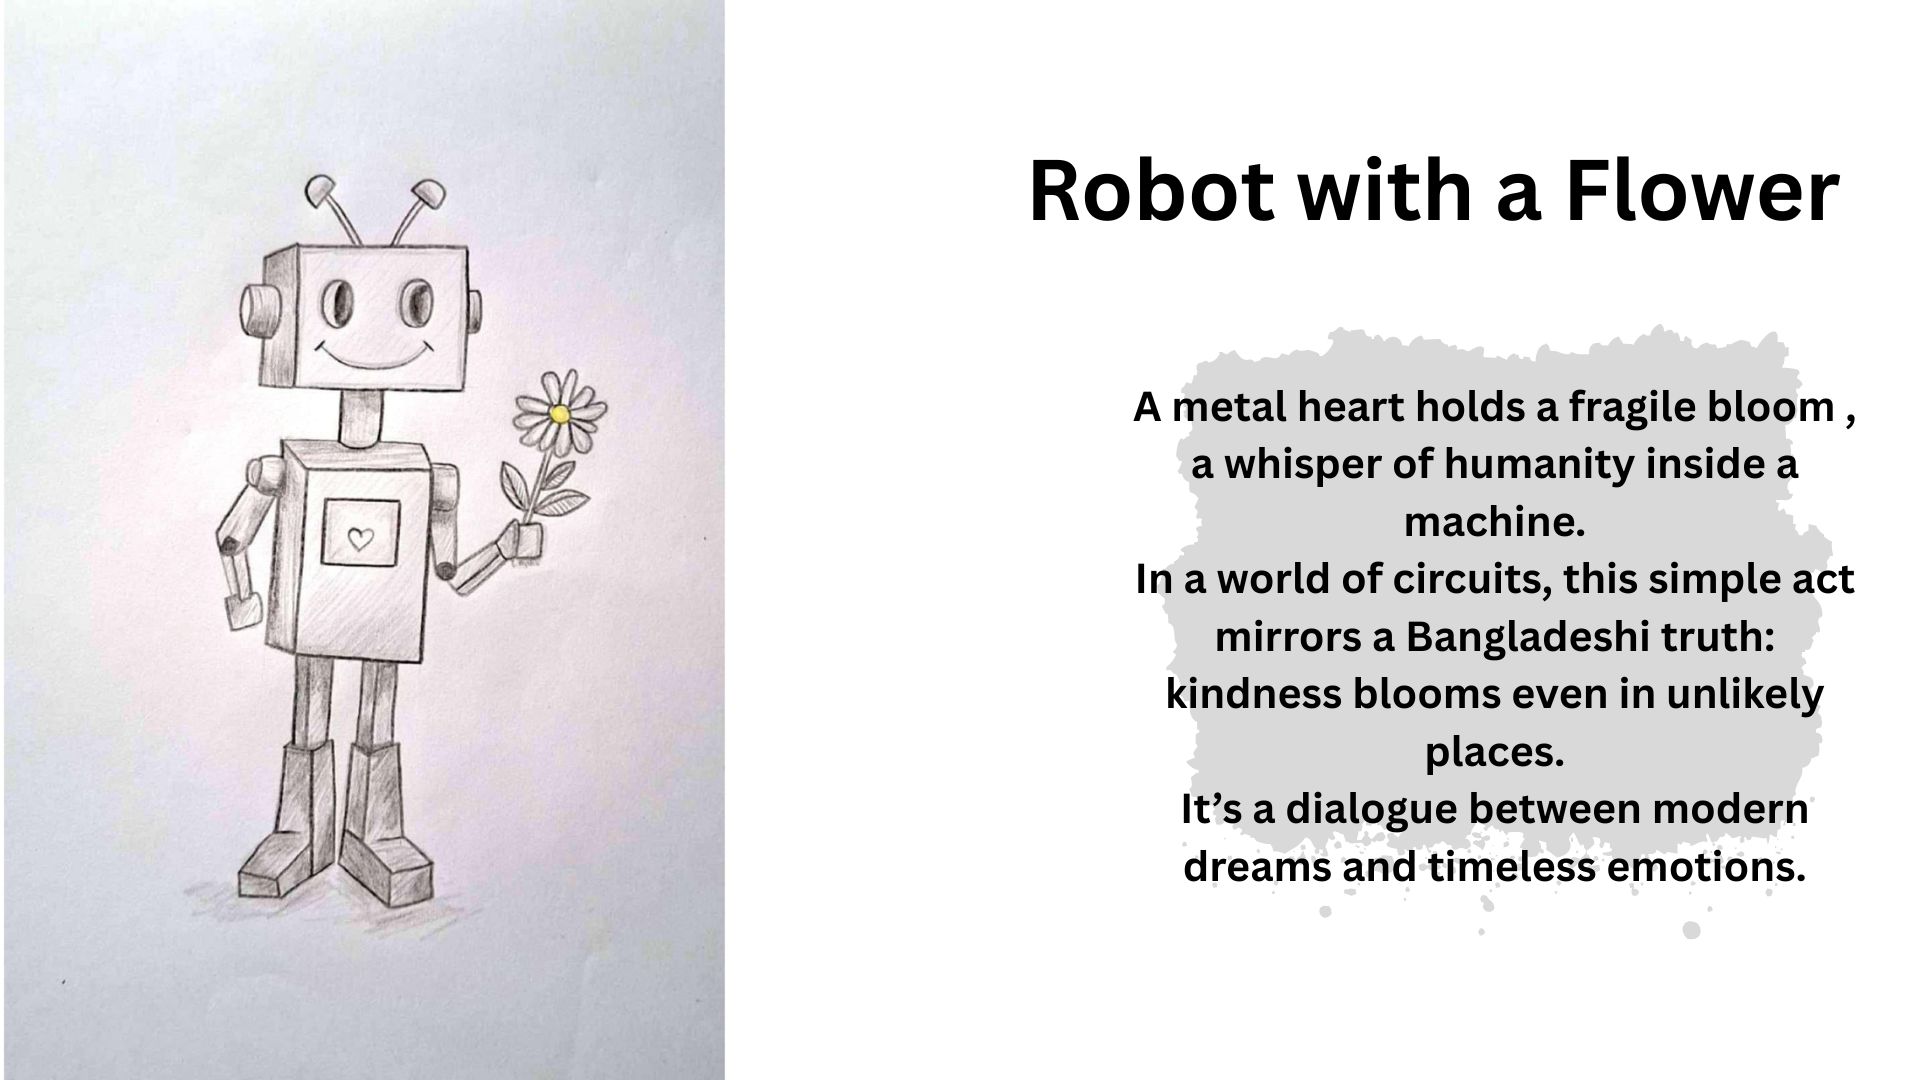 Robot with a Flower
A metal heart holds a fragile bloom ,
a whisper of humanity inside a
machine.
In a world of circuits, this simple act
mirrors a Bangladeshi truth:
kindness blooms even in unlikely
places.
It’s a dialogue between modern
dreams and timeless emotions.